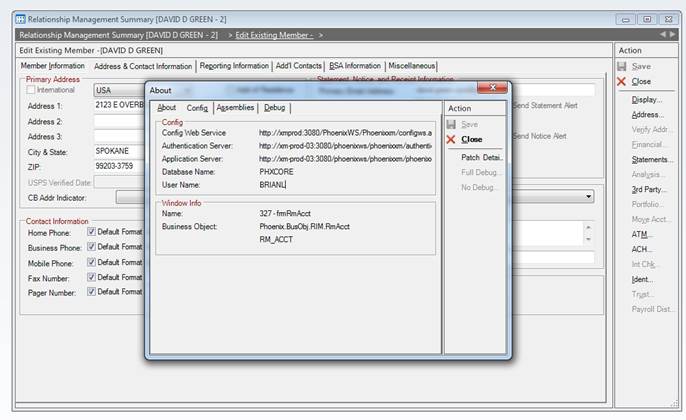 Relationship Management Summary [DAVID D GREEN - 2]
Relationship Management Summary [DAVID D GREEN - 2] > Edit Existing Member - >
Edit Existing Member -[DAVID D GREEN]
Member Information Address & Contact Information Reporting Information Add'l Contacts BSA Information Miscellaneous
Primary Address
International USA
Address 1: 2123 E OVERB
Address 2:
Address 3:
City & State: SPOKANE
ZIP: 99203-3759
USPS Verified Date:
CB Addr Indicator:
Contact Information
Home Phone: Default Format
Business Phone: Default Format
Mobile Phone: Default Format
Fax Number: Default Format
Pager Number: Default Format
Statement, Notice, and Receipt Information
Send Statement Alert
Send Notice Alert
About
About Config Assemblies Debug
Config
Config Web Service http://xmprod:3080/PhoenixWS/Phoenixxm/configws.a
Authentication Server: http://xm-prod-03:3080/phoenixws/phoenixxm/authentic
Application Server: http://xm-prod-03:3080/phoenixws/phoenixxm/phoenixo
Database Name: PHXCORE
User Name: BRIANL
Window Info
Name: 327 - frmRmAcct
Business Object: Phoenix.BusObj.RIM.RmAcct
RM_ACCT
Action
Save
Close
Patch Detai..
Full Debug...
No Debug...
Action
Save
Close
Display...
Address...
Verify Addr...
Financial...
Statements...
Analysis...
3rd Party...
Portfolio...
Move Acct...
ATM...
ACH...
Int Chk...
Ident...
Trust...
Payroll Dist...